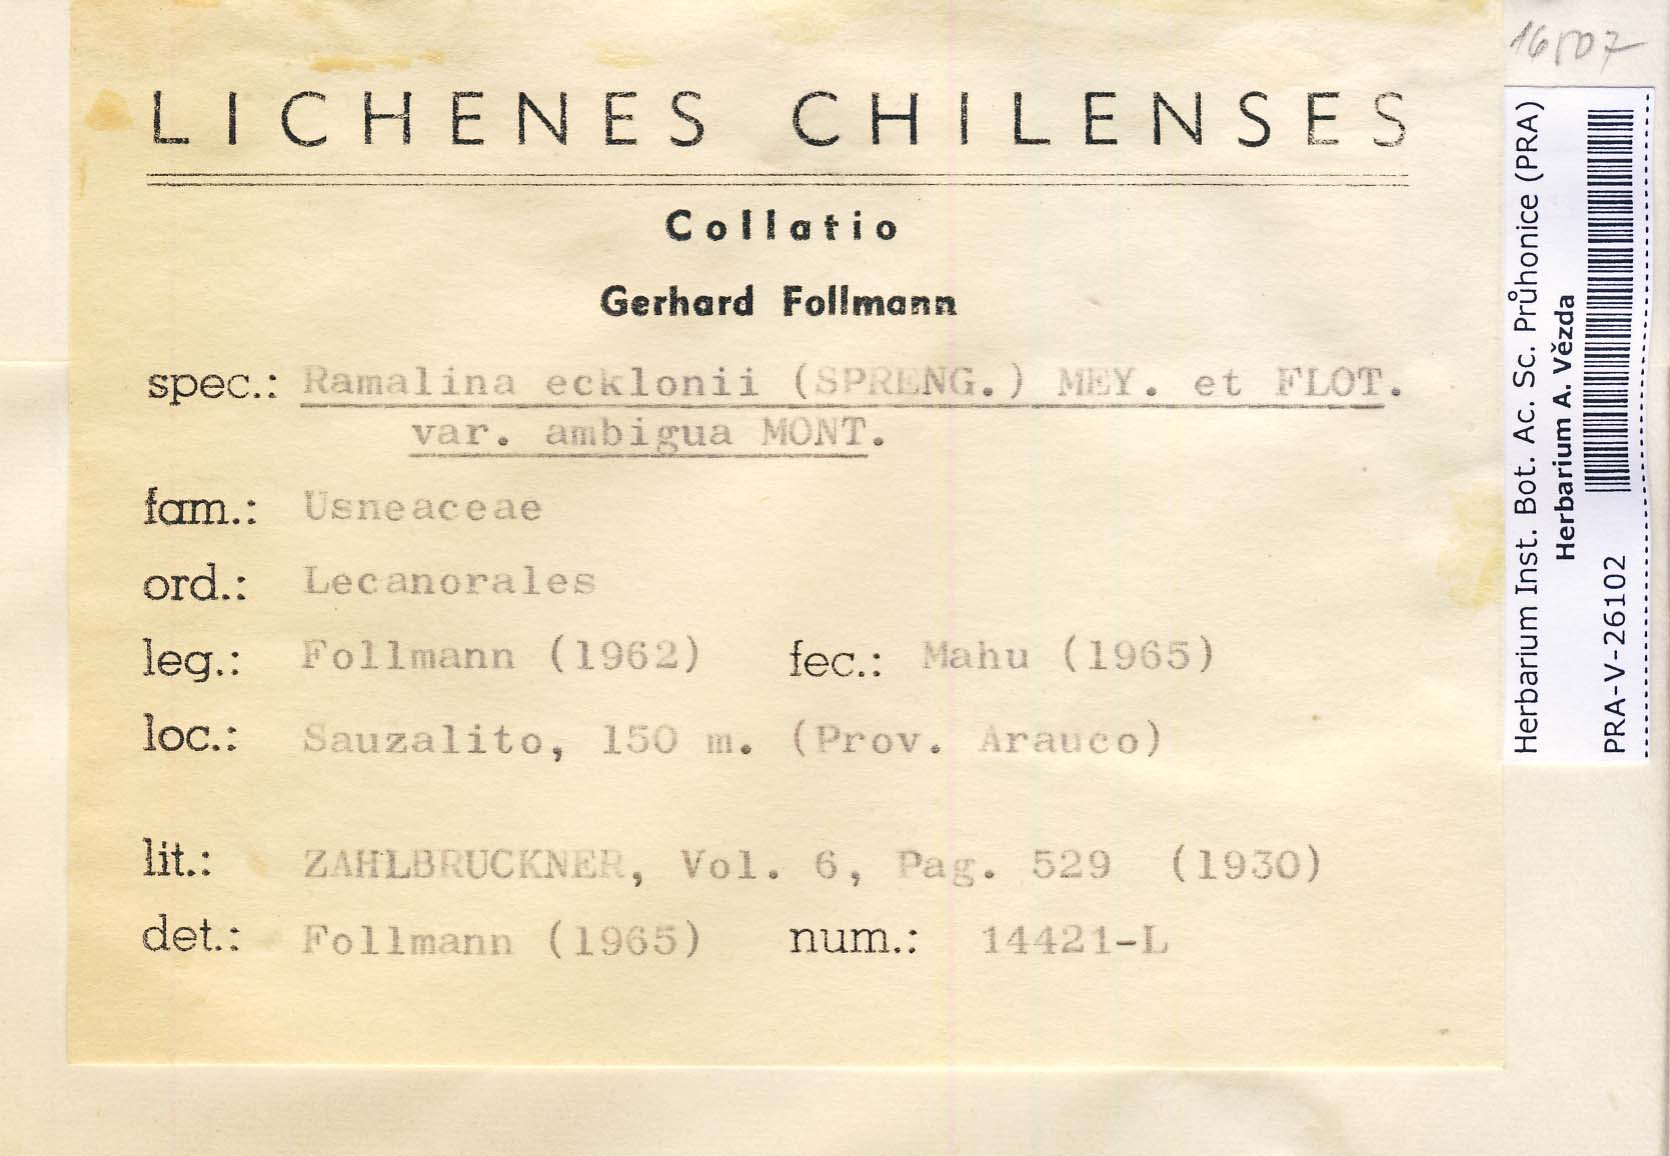 LICHENES CHILENSES
Collatio
Gerhard Follmann
spec.: Ramalina ecklonii (SPRENG.) MEY. et FLOT.
var. ambigua MONT.
fam.: Usneaceae
ord.: Lecanorales
leg.: Follmann (1962) fec.: Mahu (1965)
loc.: Sauzalito, 150 m. (Prov. Arauco)
lit.: ZAHLBRUCKNER, Vol. 6, Pag. 529 (1930)
det.: Follmann (1965) num.: 14421-L
Herbarium Inst. Bot. Ac. Sc. Průhonice (PRA)
Herbarium A. Vězda
PRA-V-26102